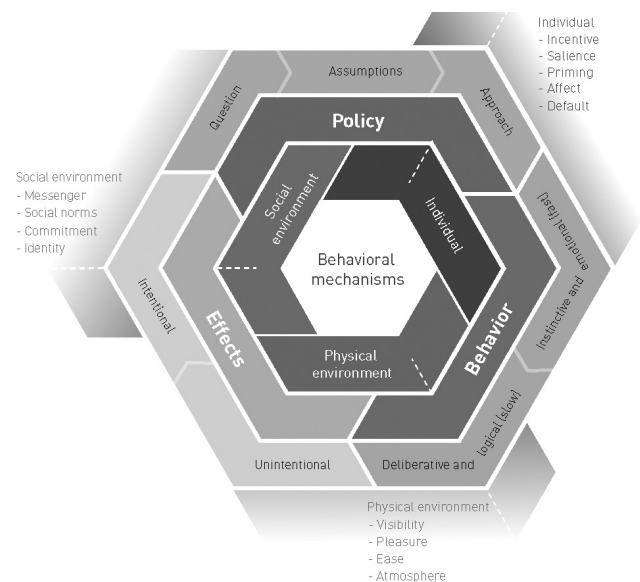 Individual
- Incentive
- Salience
- Priming
- Affect
- Default
Question
Assumptions
Approach
Policy
Social environment
- Messenger
- Social norms
- Commitment
- Identity
Social
environment
Individual
Behavioral
mechanisms
Physical
environment
Intentional
Effects
Behavior
Instinctive and
emotional (fast)
Unintentional
Deliberative and
logical (slow)
Physical environment
- Visibility
- Pleasure
- Ease
- Atmosphere